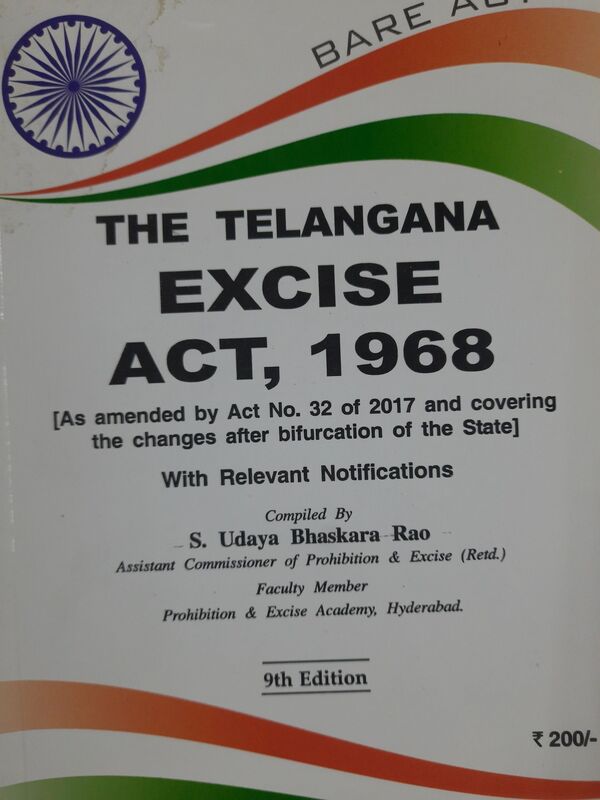 BARE ACT
THE TELANGANA
EXCISE
ACT, 1968
[As amended by Act No. 32 of 2017 and covering
the changes after bifurcation of the State]
With Relevant Notifications
Compiled By
S. Udaya Bhaskara Rao
Assistant Commissioner of Prohibition & Excise (Retd.)
Faculty Member
Prohibition & Excise Academy, Hyderabad.
9th Edition
₹ 200/-